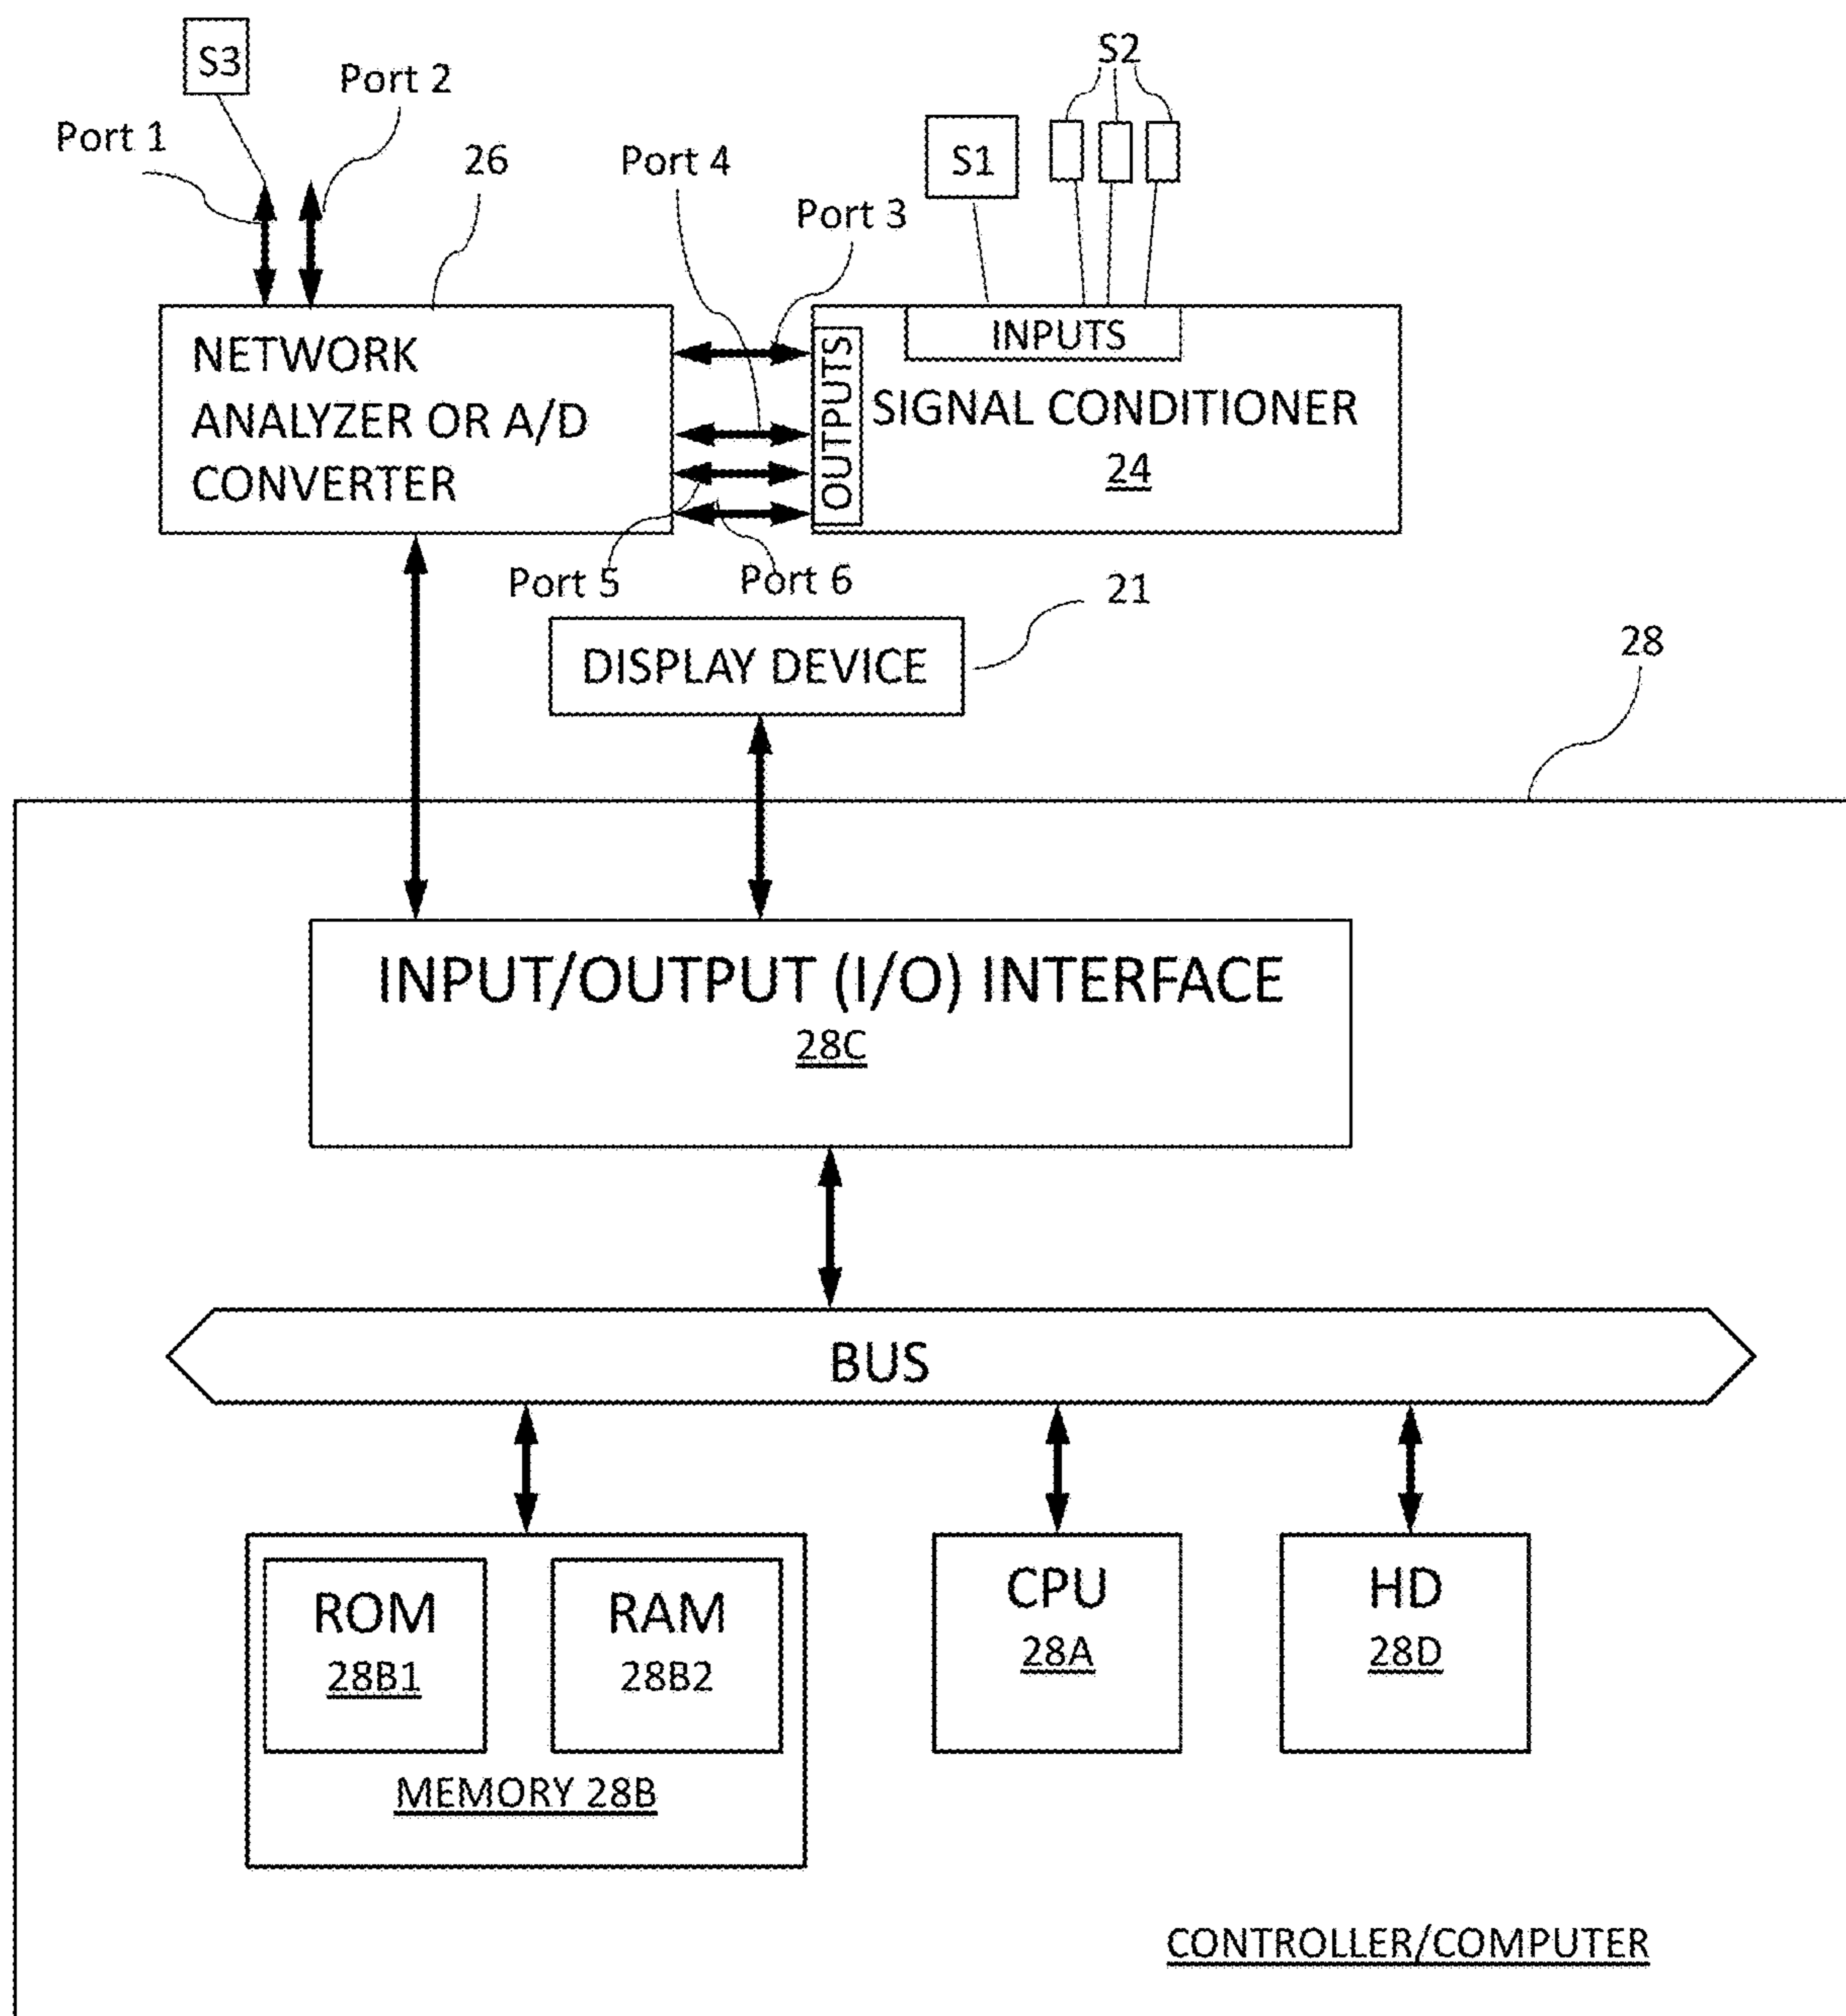 S3
Port 2
S2
Port 1
26
Port 4
S1
Port 3
NETWORK
ANALYZER OR A/D
CONVERTER
OUTPUTS
INPUTS
SIGNAL CONDITIONER
24
Port 5
Port 6
21
DISPLAY DEVICE
28
INPUT/OUTPUT (I/O) INTERFACE
28C
BUS
ROM
28B1
RAM
28B2
MEMORY 28B
CPU
28A
HD
28D
CONTROLLER/COMPUTER